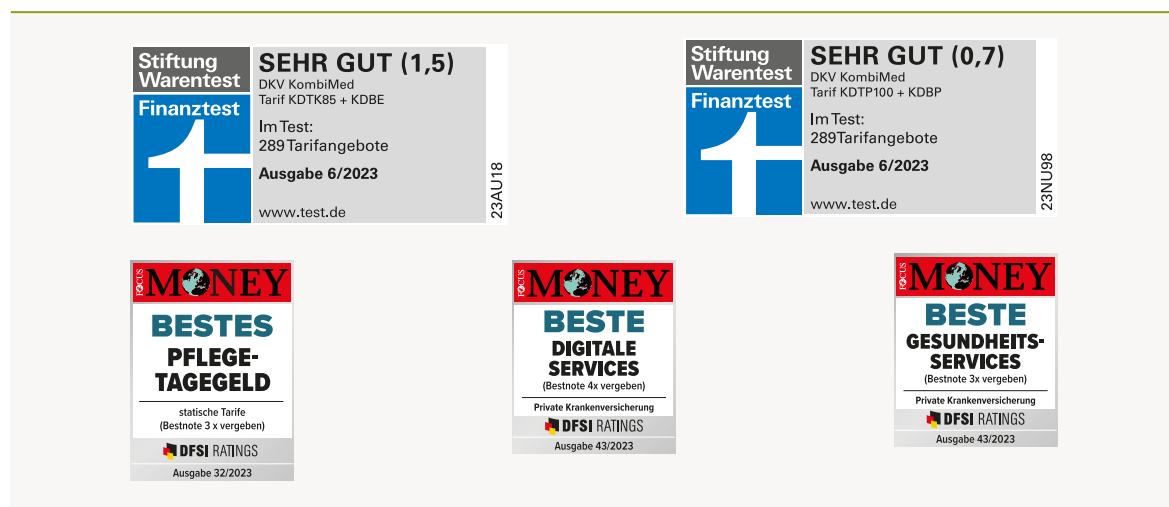 Stiftung
Warentest
Finanztest
SEHR GUT (1,5)
DKV KombiMed
Tarif KDTK85 + KDBE
Im Test:
289 Tarifangebote
Ausgabe 6/2023
www.test.de
23AU18
Stiftung
Warentest
Finanztest
SEHR GUT (0,7)
DKV KombiMed
Tarif KDTP100 + KDBP
Im Test:
289 Tarifangebote
Ausgabe 6/2023
www.test.de
23NU98
FOCUS
MONEY
BESTES
PFLEGE-
TAGEGELD
statische Tarife
(Bestnote 3 x vergeben)
DFSI RATINGS
Ausgabe 32/2023
FOCUS
MONEY
BESTE
DIGITALE
SERVICES
(Bestnote 4x vergeben)
Private Krankenversicherung
DFSI RATINGS
Ausgabe 43/2023
FOCUS
MONEY
BESTE
GESUNDHEITS-
SERVICES
(Bestnote 3x vergeben)
Private Krankenversicherung
DFSI RATINGS
Ausgabe 43/2023